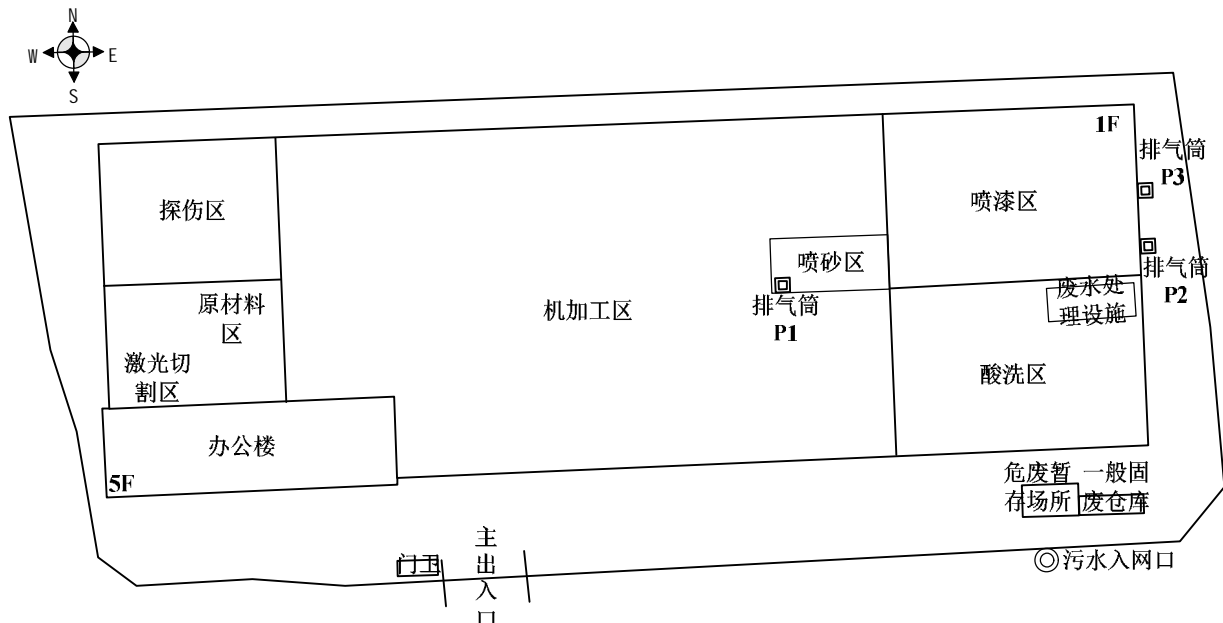 N
W
E
S
1F
排气筒
P3
探伤区
喷漆区
喷砂区
排气筒
P2
废水处
理设施
原材料
区
机加工区
排气筒
P1
激光切
割区
酸洗区
办公楼
5F
危废暂
存场所
一般固
废仓库
主
出
入
口
门卫
污水入网口